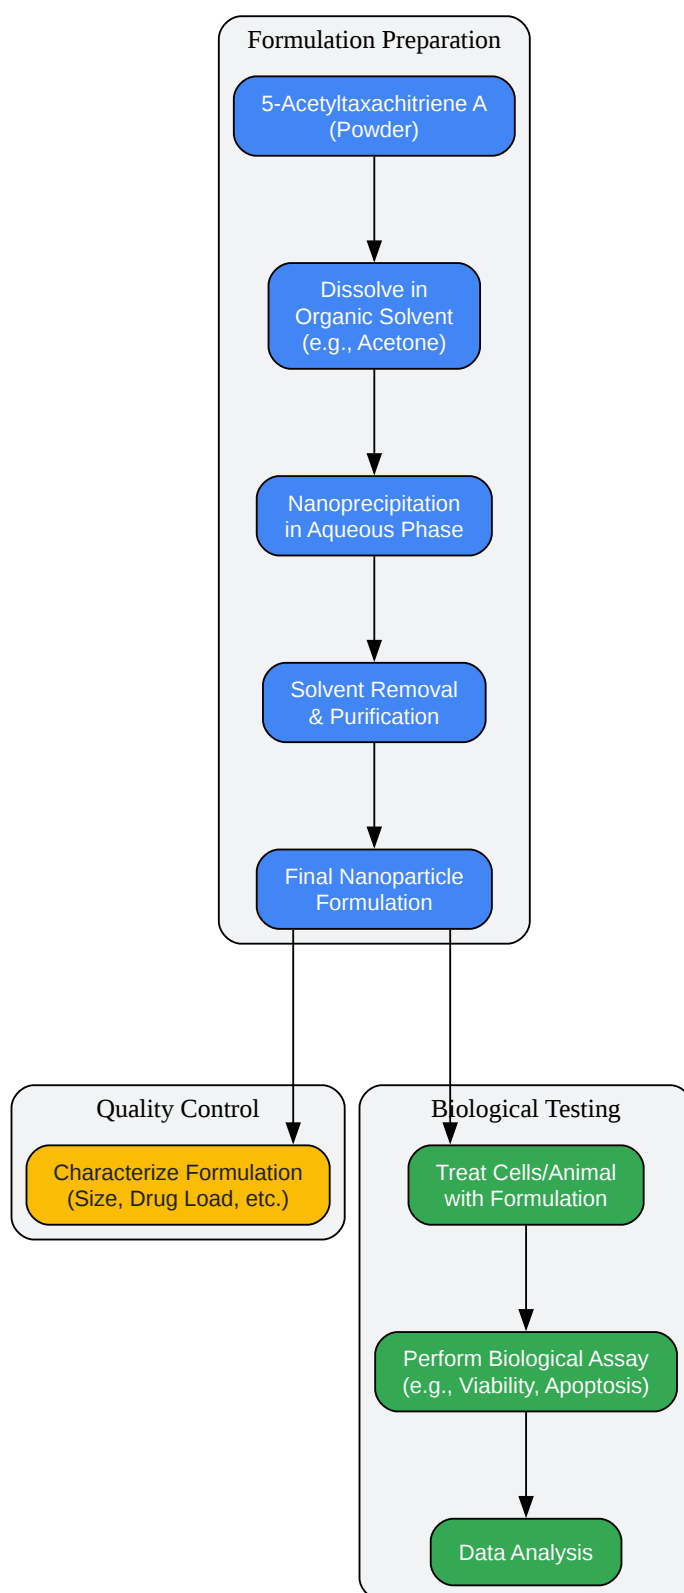 Formulation Preparation
5-Acetyltaxachitriene A
(Powder)
Dissolve in
Organic Solvent
(e.g., Acetone)
Nanoprecipitation
in Aqueous Phase
Solvent Removal
& Purification
Final Nanoparticle
Formulation
Quality Control
Characterize Formulation
(Size, Drug Load, etc.)
Biological Testing
Treat Cells/Animal
with Formulation
Perform Biological Assay
(e.g., Viability, Apoptosis)
Data Analysis